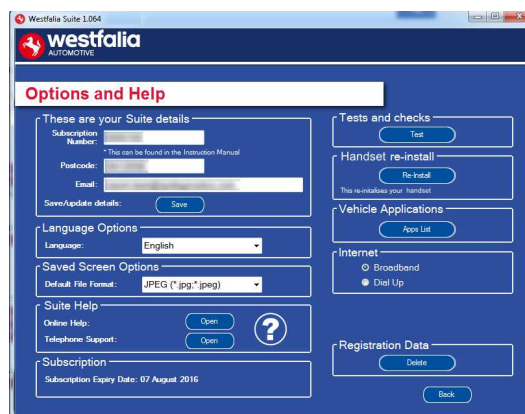 Westfalia Suite 1.064
westfalia
AUTOMOTIVE
Options and Help
These are your Suite details
Subscription
Number:
* This can be found in the Instruction Manual
Postcode:
Email:
Save/update details: Save
Language Options
Language: English
Saved Screen Options
Default File Format: JPEG (*.jpg;*.jpeg)
Suite Help
Online Help: Open
Telephone Support: Open
?
Subscription
Subscription Expiry Date: 07 August 2016
Tests and checks
Test
Handset re-install
Re-Install
This re-initalises your handset
Vehicle Applications
Apps List
Internet
Broadband
Dial Up
Registration Data
Delete
Back